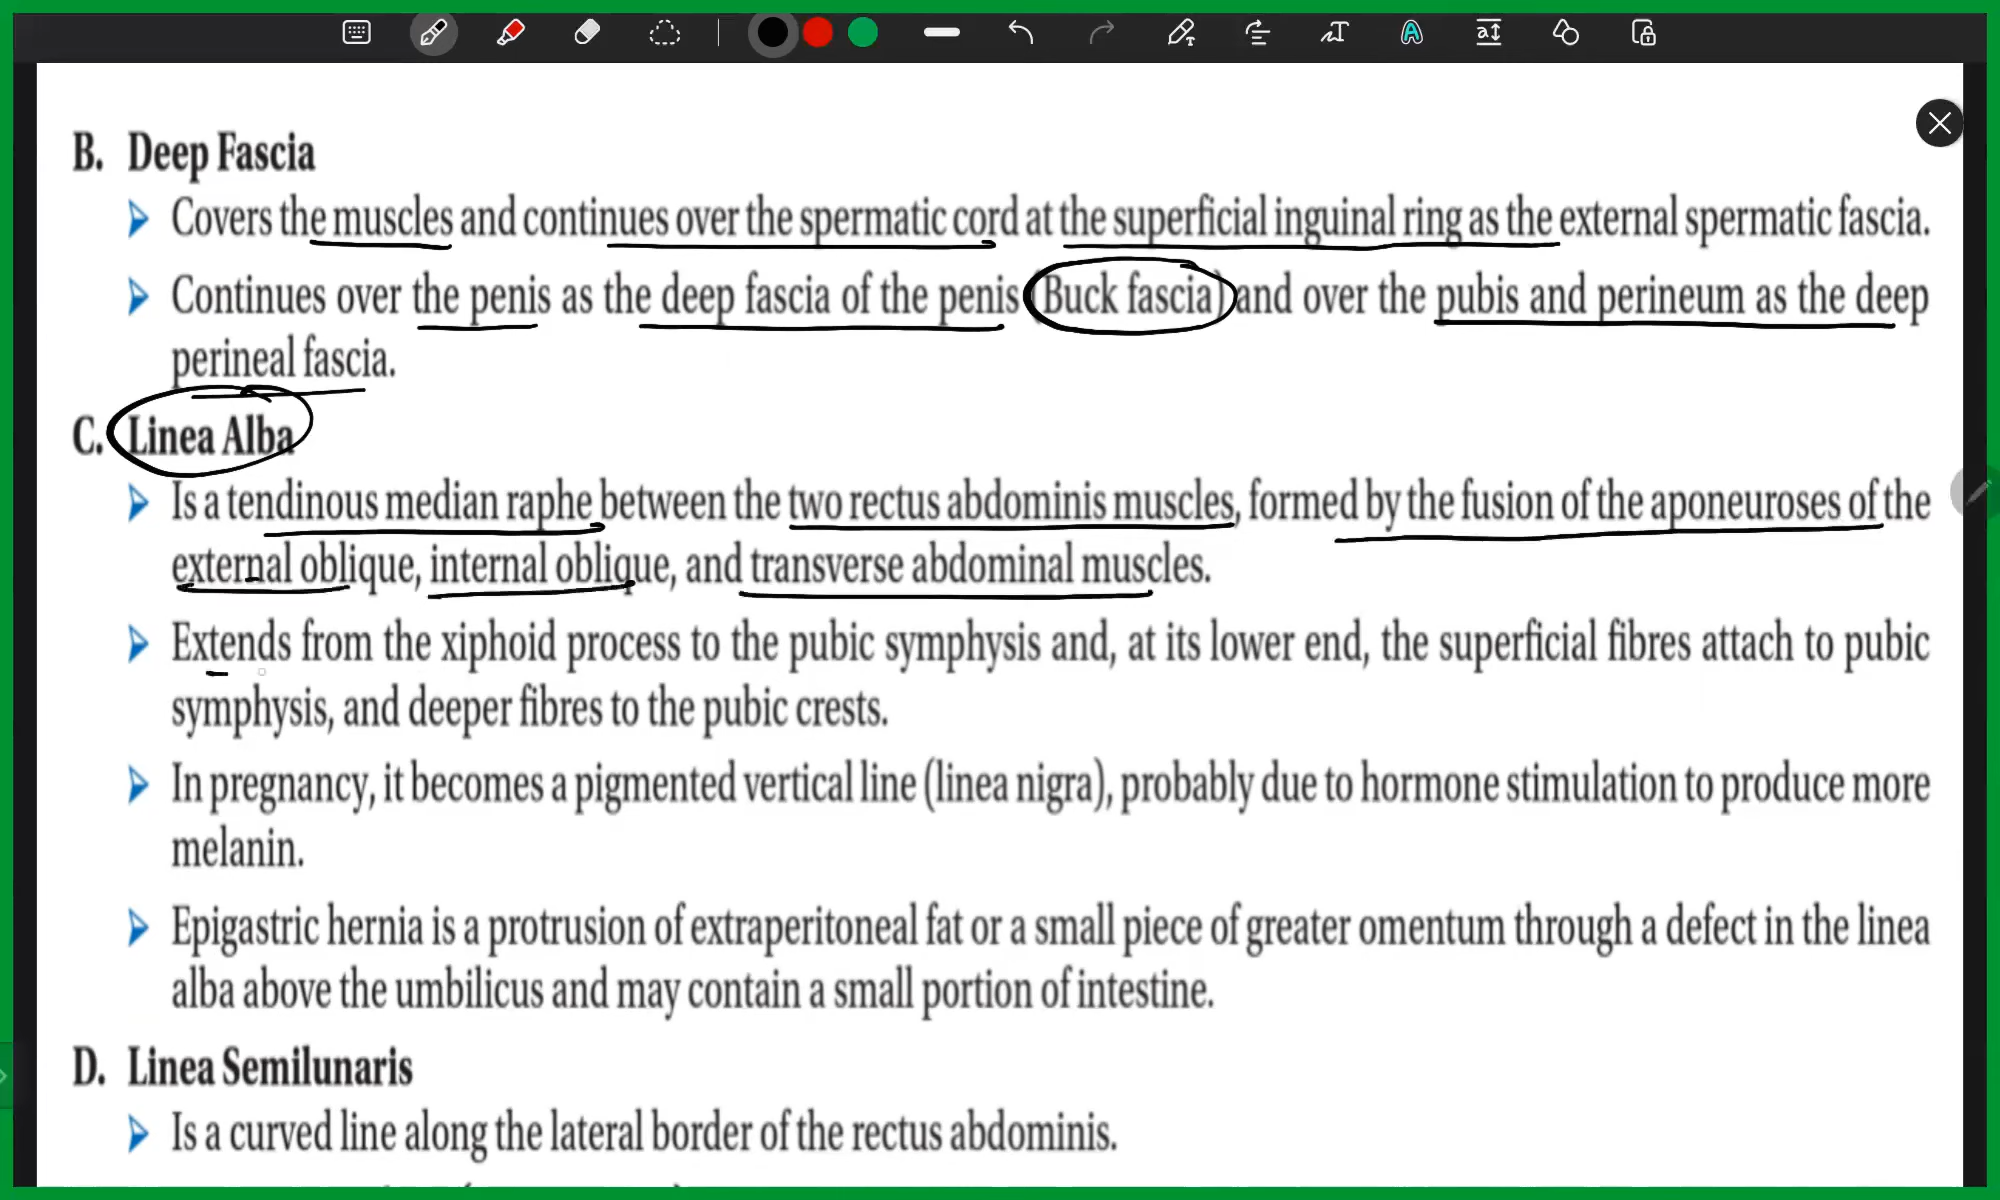 B. Deep Fascia
Covers the muscles and continues over the spermatic cord at the superficial inguinal ring as the external spermatic fascia.
Continues over the penis as the deep fascia of the penis (Buck fascia) and over the pubis and perineum as the deep
perineal fascia.
C. Linea Alba
Is a tendinous median raphe between the two rectus abdominis muscles, formed by the fusion of the aponeuroses of the
external oblique, internal oblique, and transverse abdominal muscles.
Extends from the xiphoid process to the pubic symphysis and, at its lower end, the superficial fibres attach to pubic
symphysis, and deeper fibres to the pubic crests.
In pregnancy, it becomes a pigmented vertical line (linea nigra), probably due to hormone stimulation to produce more
melanin.
Epigastric hernia is a protrusion of extraperitoneal fat or a small piece of greater omentum through a defect in the linea
alba above the umbilicus and may contain a small portion of intestine.
D. Linea Semilunaris
Is a curved line along the lateral border of the rectus abdominis.